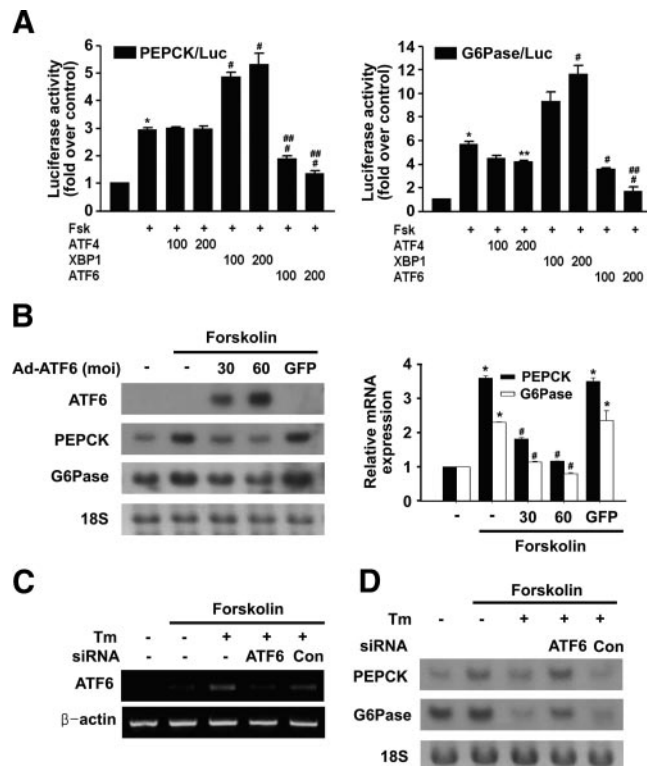 A
PEPCK/Luc
Luciferase activity
(fold over control)
6
5
4
3
2
1
0
*
#
#
##
#
##
#
Fsk + + + + + + +
ATF4 100 200
XBP1 100 200
ATF6 100 200
G6Pase/Luc
Luciferase activity
(fold over control)
14
12
10
8
6
4
2
0
*
**
#
#
##
#
Fsk + + + + + + +
ATF4 100 200
XBP1 100 200
ATF6 100 200
B
Forskolin
Ad-ATF6 (moi) - - 30 60 GFP
ATF6
PEPCK
G6Pase
18S
Relative mRNA
expression
4
3
2
1
0
PEPCK
G6Pase
*
*
#
#
#
#
*
*
- - 30 60 GFP
Forskolin
C
Forskolin
Tm - - + + +
siRNA - - - ATF6 Con
ATF6
β-actin
D
Forskolin
Tm - - + + +
siRNA ATF6 Con
PEPCK
G6Pase
18S